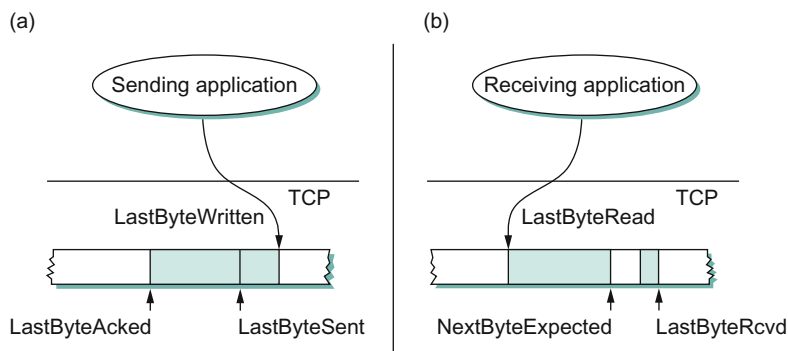 (a)
Sending application
TCP
LastByteWritten
LastByteAcked
LastByteSent
(b)
Receiving application
TCP
LastByteRead
NextByteExpected
LastByteRcvd